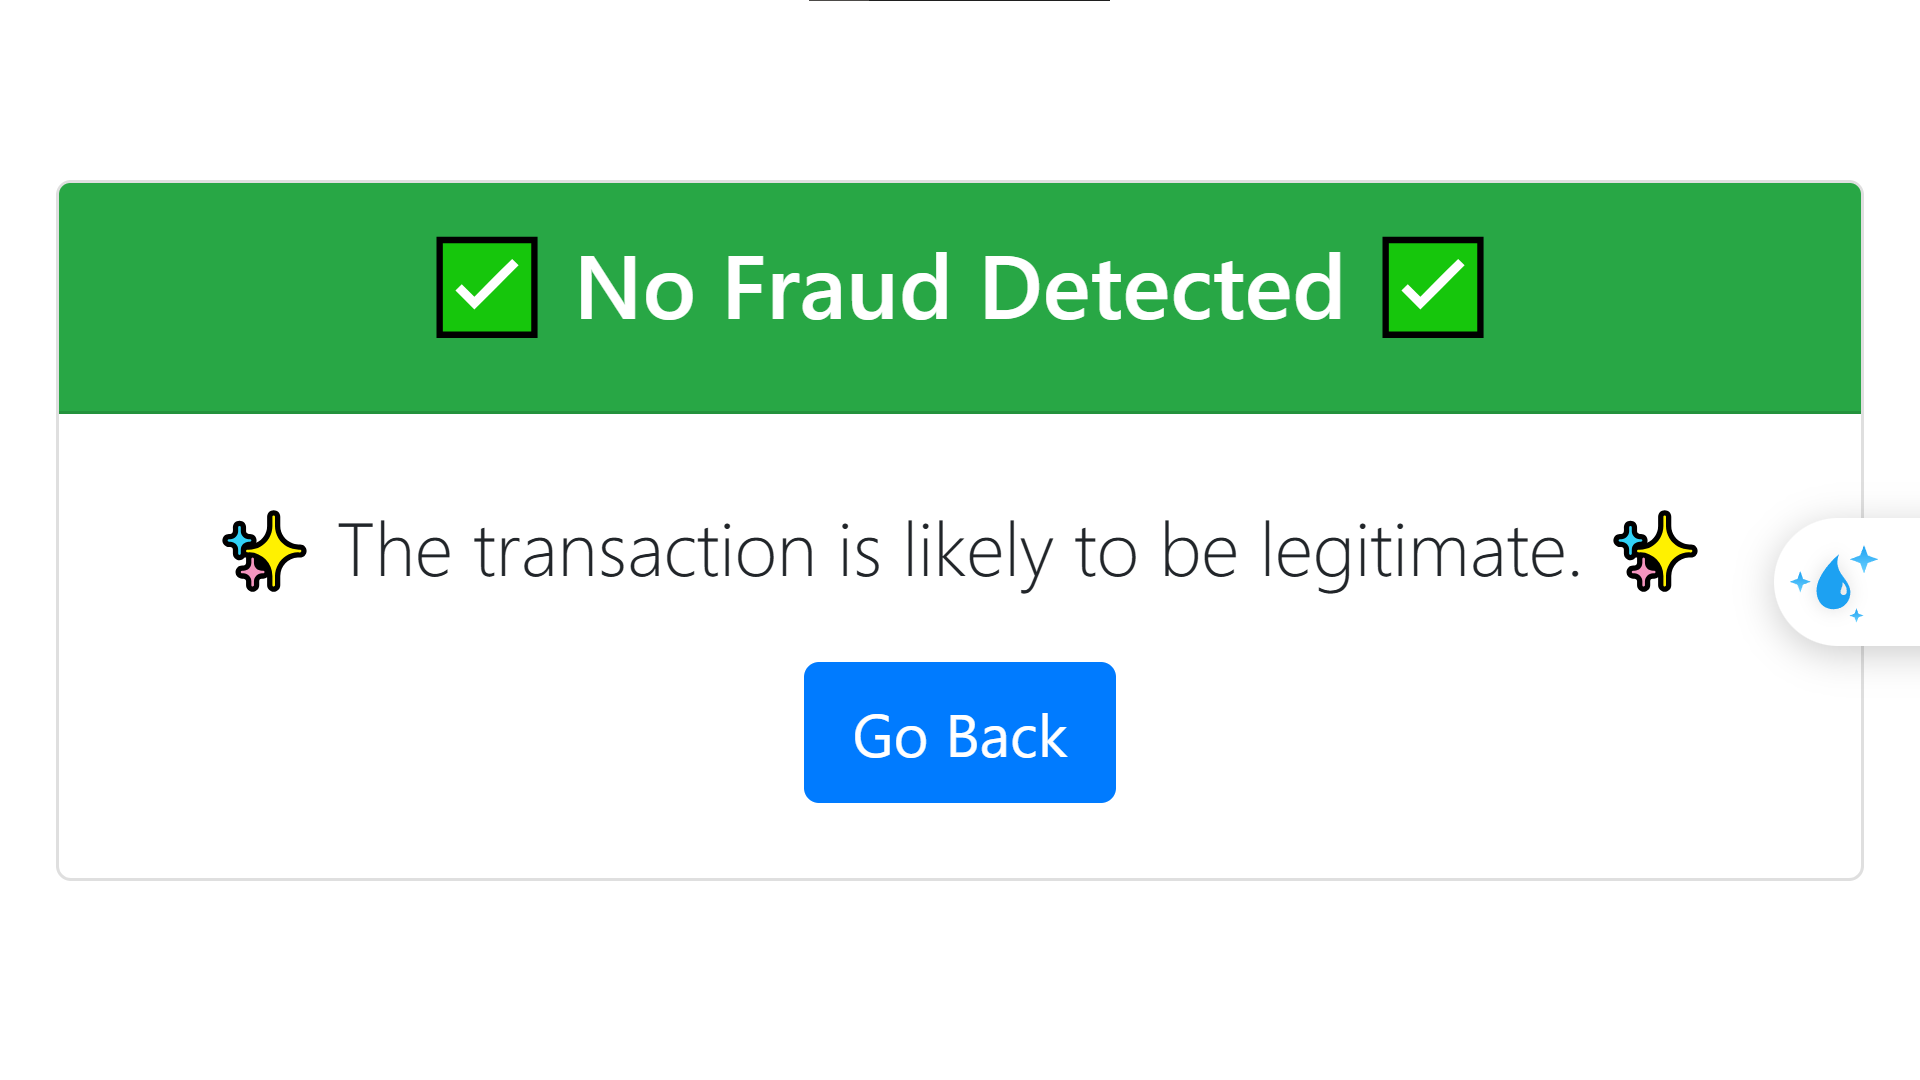 ✅ No Fraud Detected ✅
✨ The transaction is likely to be legitimate. ✨
Go Back